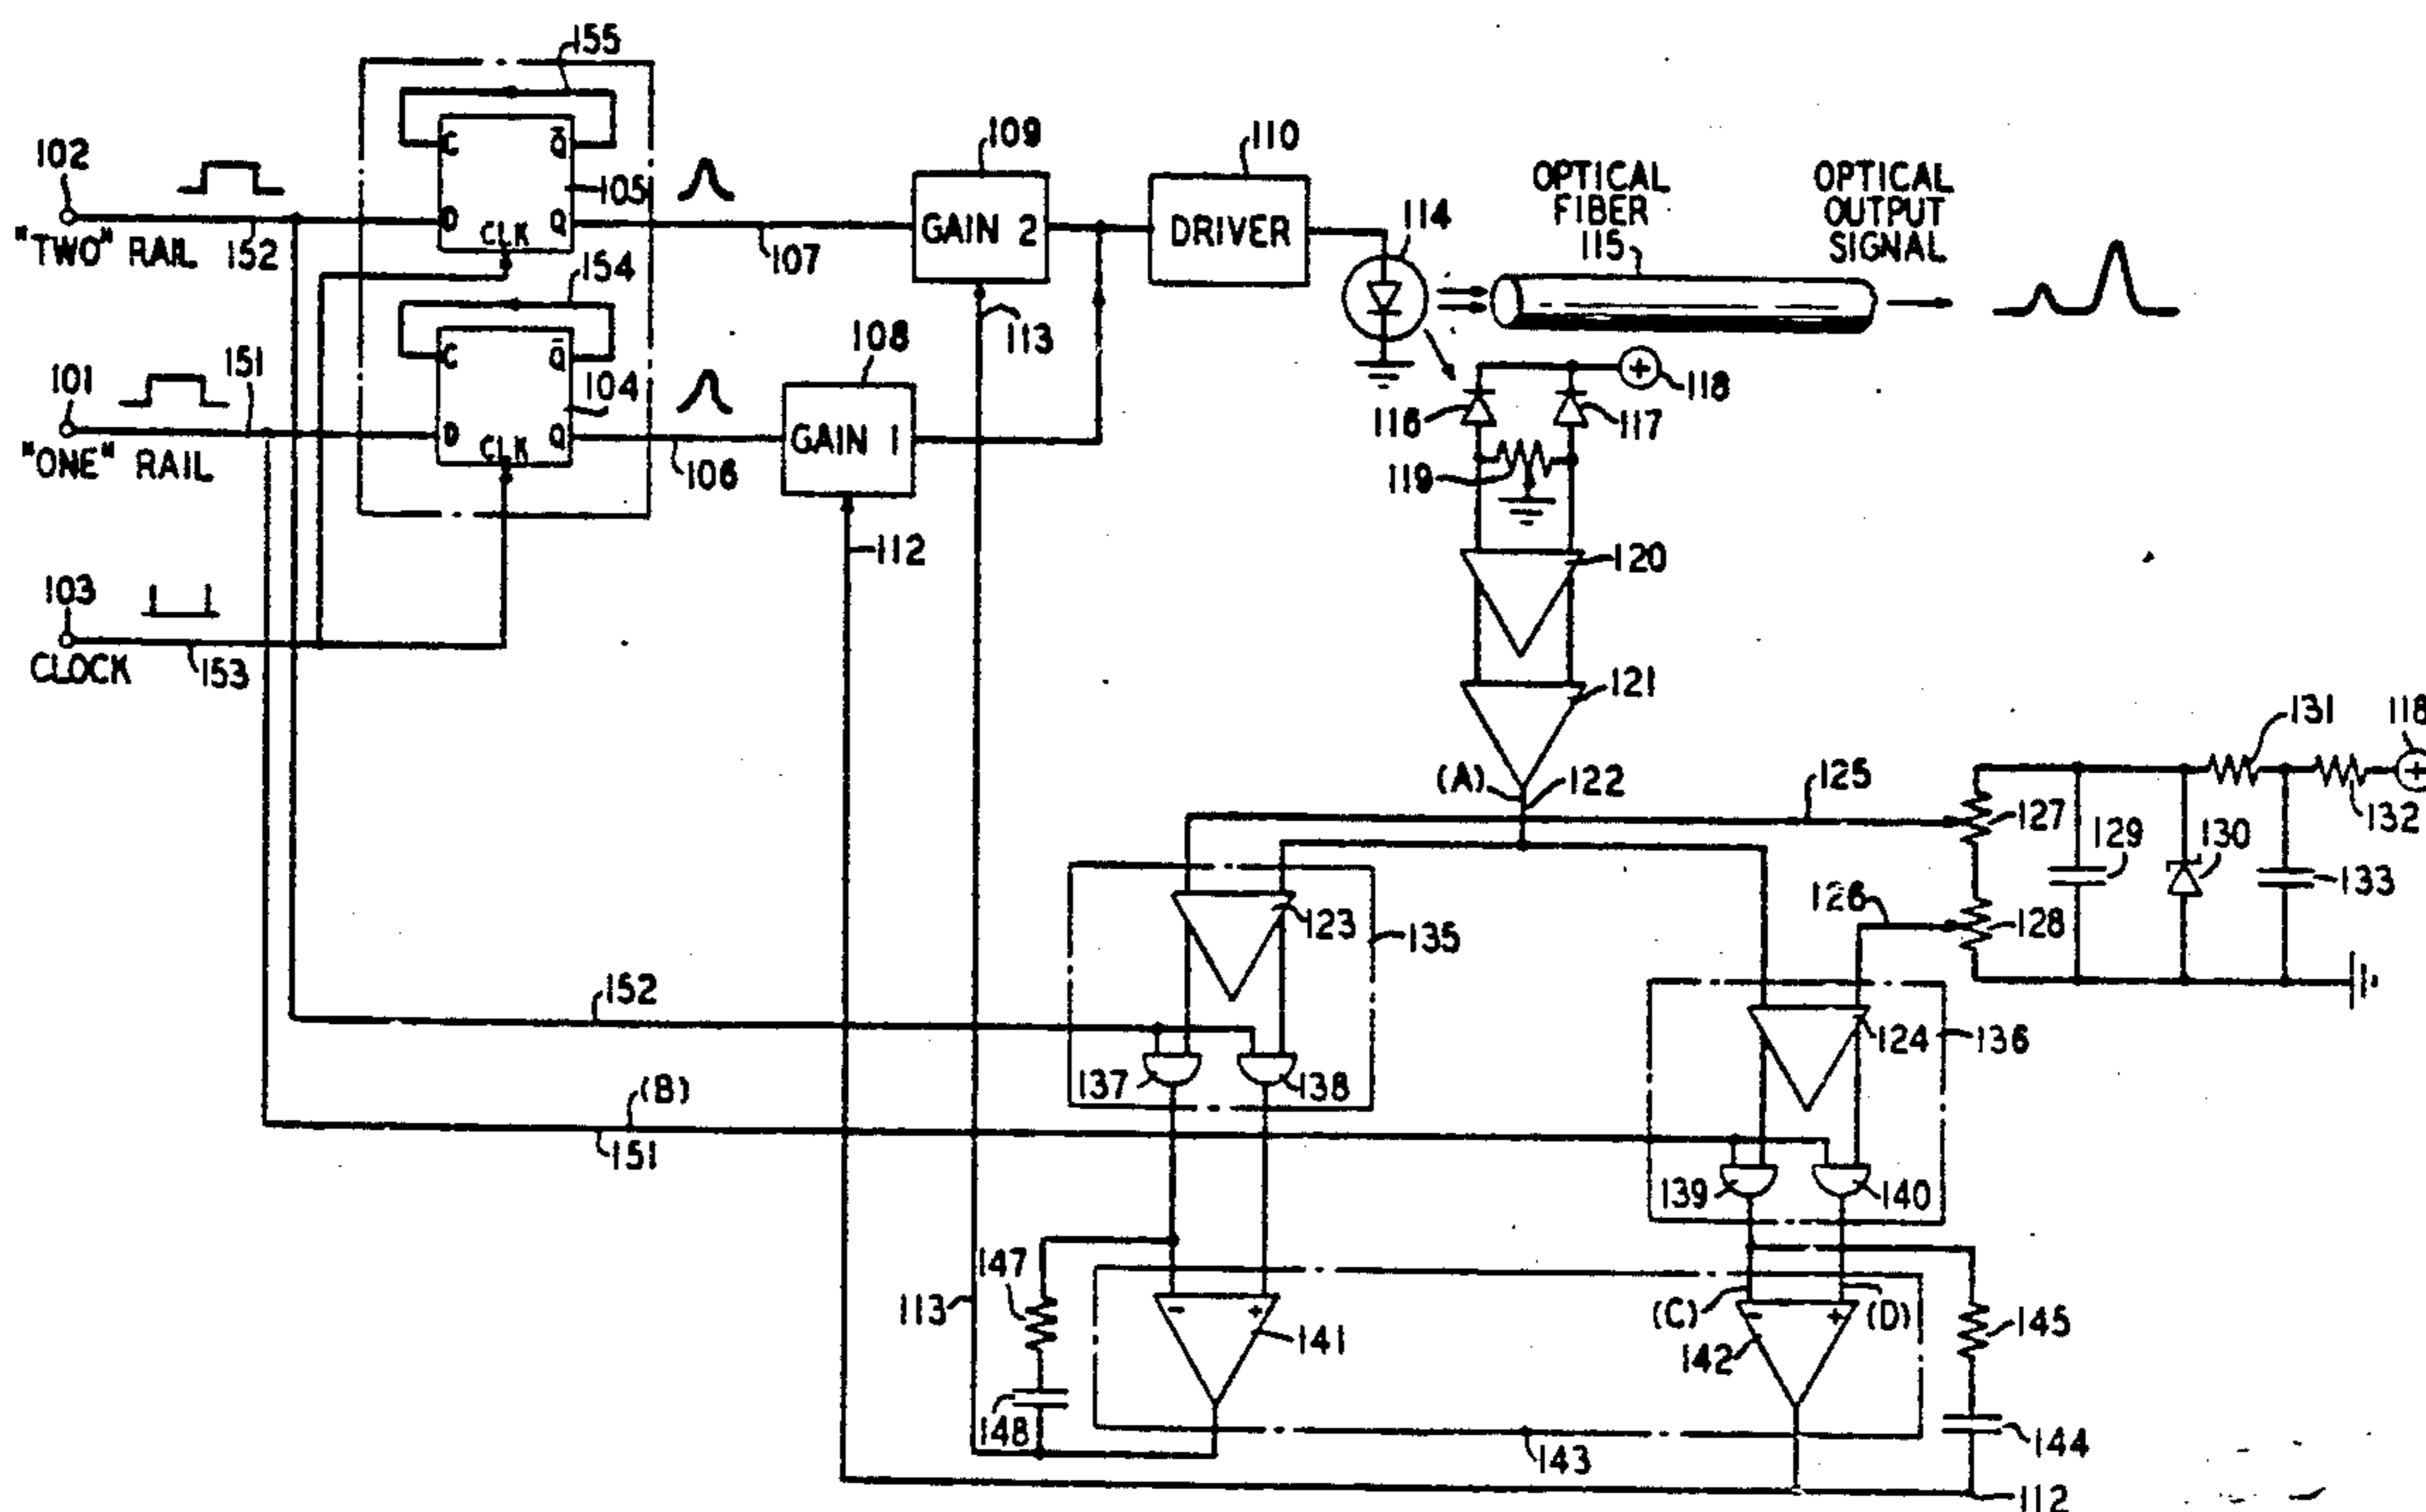 155
102
"TWO" RAIL
152
C
Q̄
105
D
CLK
Q
107
109
GAIN 2
113
110
DRIVER
114
OPTICAL
FIBER
115
OPTICAL
OUTPUT
SIGNAL
154
101
"ONE" RAIL
151
C
Q̄
104
D
CLK
Q
106
108
GAIN 1
112
116
117
118
119
103
CLOCK
153
120
121
(A)
122
125
131
118
127
129
130
132
133
126
128
123
135
124
136
152
137
138
(B)
151
139
140
147
113
- +
141
148
(C)
(D)
- +
142
145
143
144
112